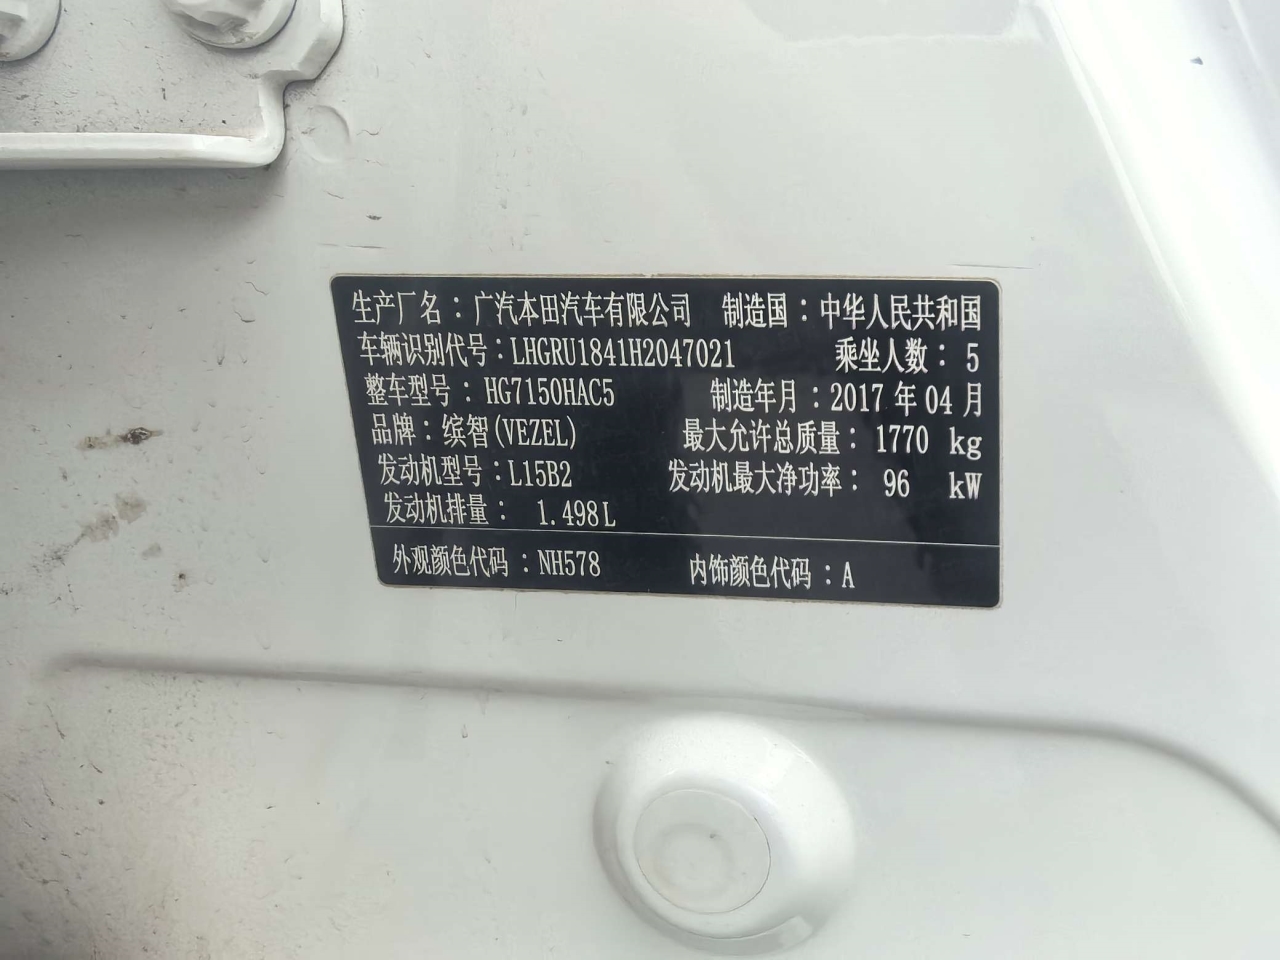 生产厂名：广汽本田汽车有限公司 制造国：中华人民共和国
车辆识别代号：LHGRU1841H2047021 乘坐人数：5
整车型号：HG7150HAC5 制造年月：2017年04月
品牌：缤智(VEZEL) 最大允许总质量：1770 kg
发动机型号：L15B2 发动机最大净功率：96 kW
发动机排量：1.498L
外观颜色代码：NH578 内饰颜色代码：A